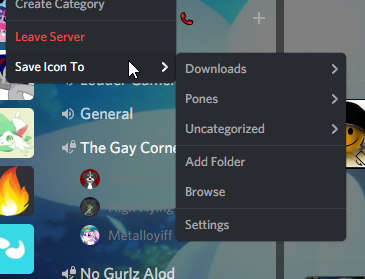 Create Category
Leave Server
Save Icon To
Downloads
Pones
Uncategorized
Add Folder
Browse
Settings
General
The Gay Corne
Metalloyiff
No Gurlz Alod